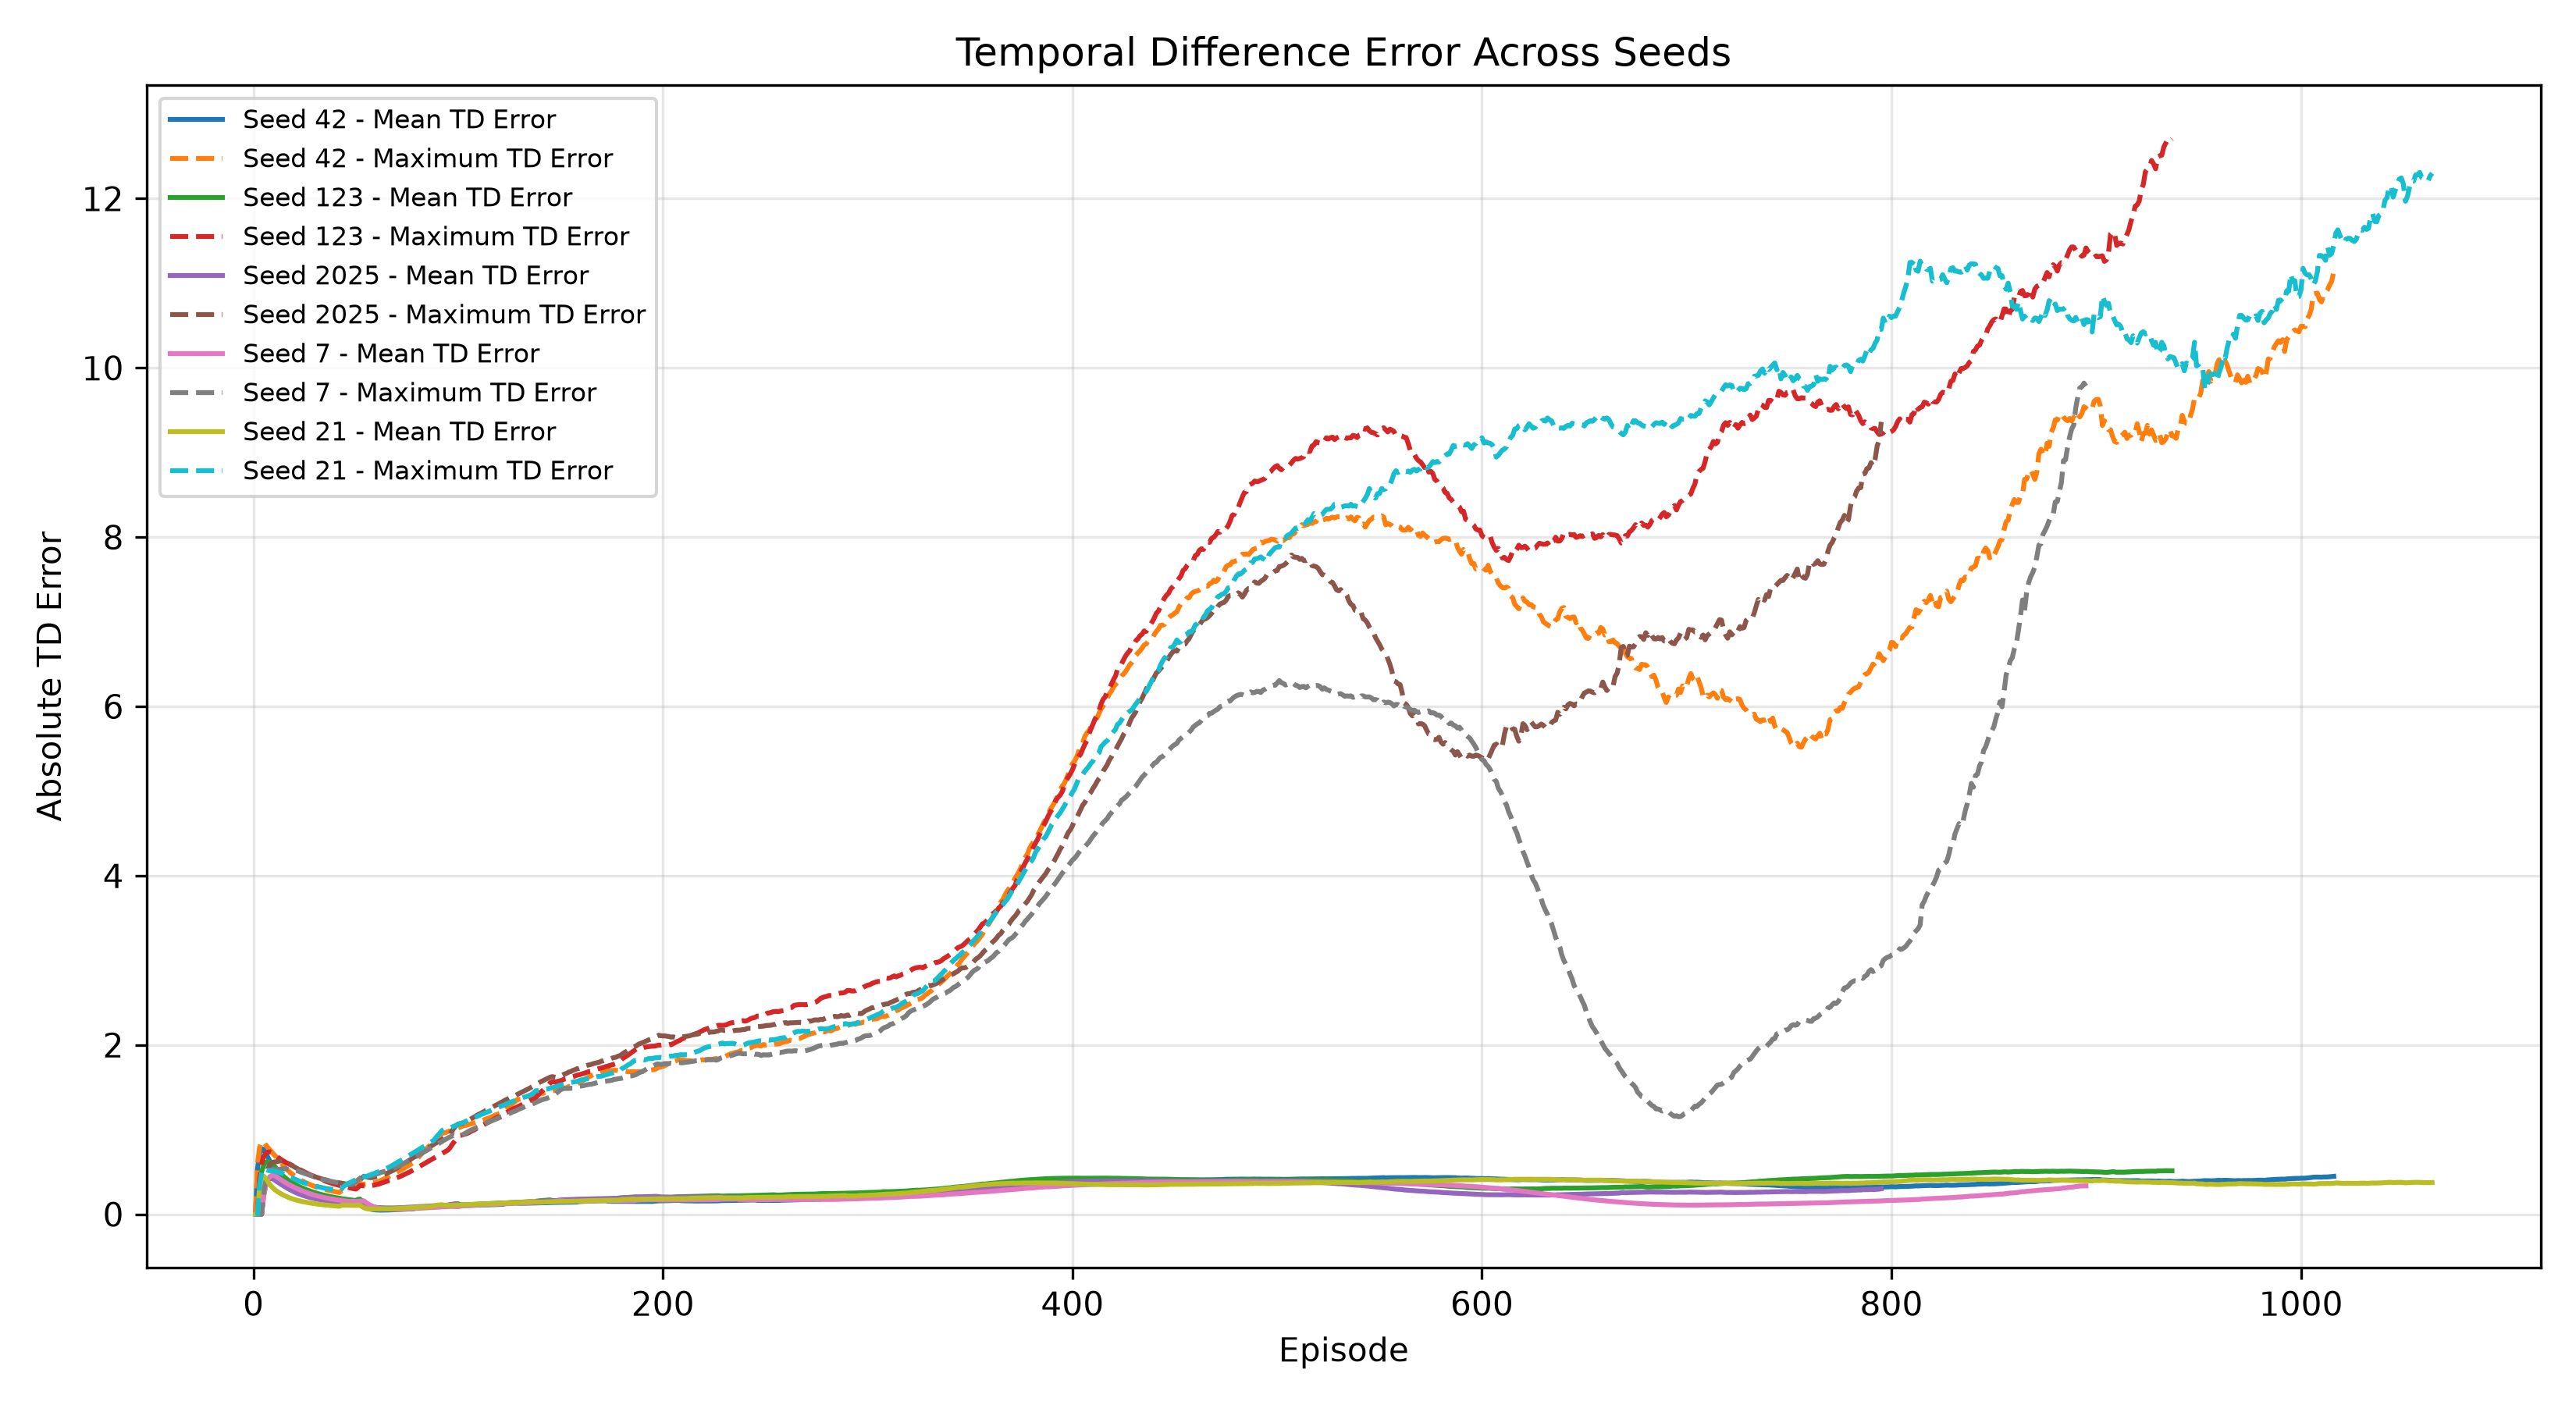 Temporal Difference Error Across Seeds
Seed 42 - Mean TD Error
Seed 42 - Maximum TD Error
Seed 123 - Mean TD Error
Seed 123 - Maximum TD Error
Seed 2025 - Mean TD Error
Seed 2025 - Maximum TD Error
Seed 7 - Mean TD Error
Seed 7 - Maximum TD Error
Seed 21 - Mean TD Error
Seed 21 - Maximum TD Error
Absolute TD Error
12
10
8
6
4
2
0
0 200 400 600 800 1000
Episode